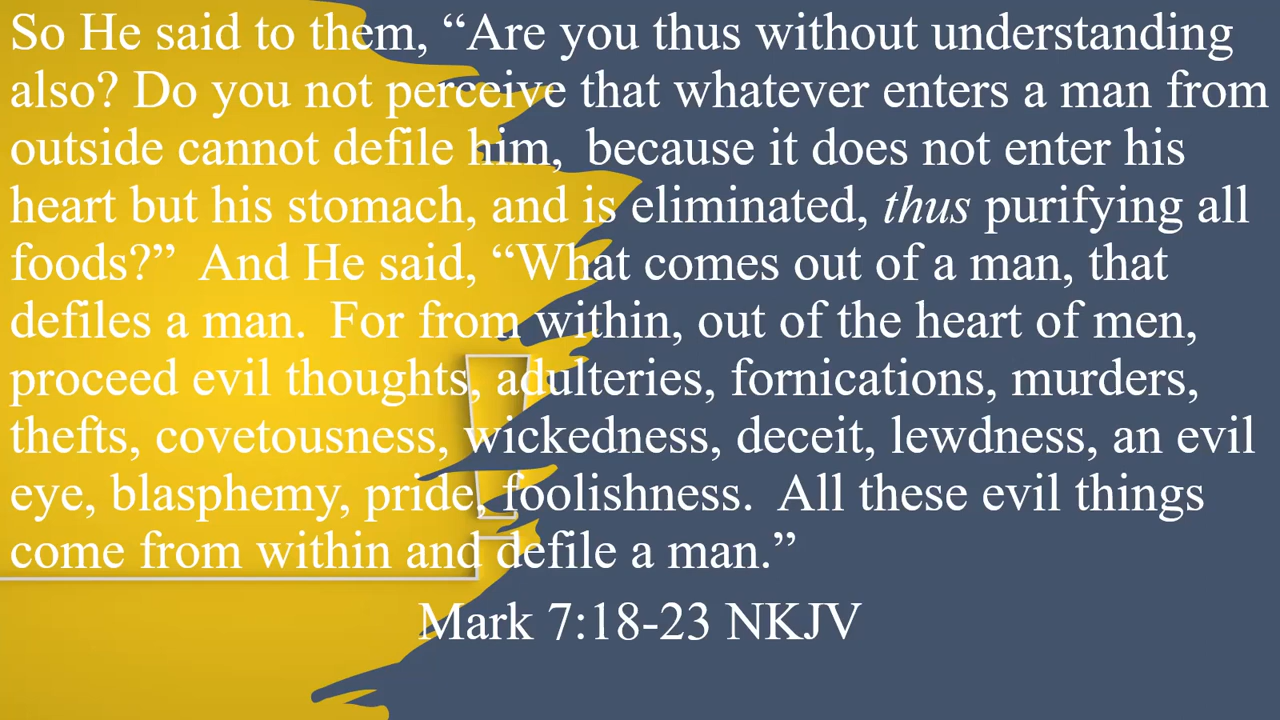 So He said to them, “Are you thus without understanding
also? Do you not perceive that whatever enters a man from
outside cannot defile him,  because it does not enter his
heart but his stomach, and is eliminated, thus purifying all
foods?”  And He said, “What comes out of a man, that
defiles a man.  For from within, out of the heart of men,
proceed evil thoughts, adulteries, fornications, murders,
thefts, covetousness, wickedness, deceit, lewdness, an evil
eye, blasphemy, pride, foolishness.  All these evil things
come from within and defile a man.”
Mark 7:18-23 NKJV